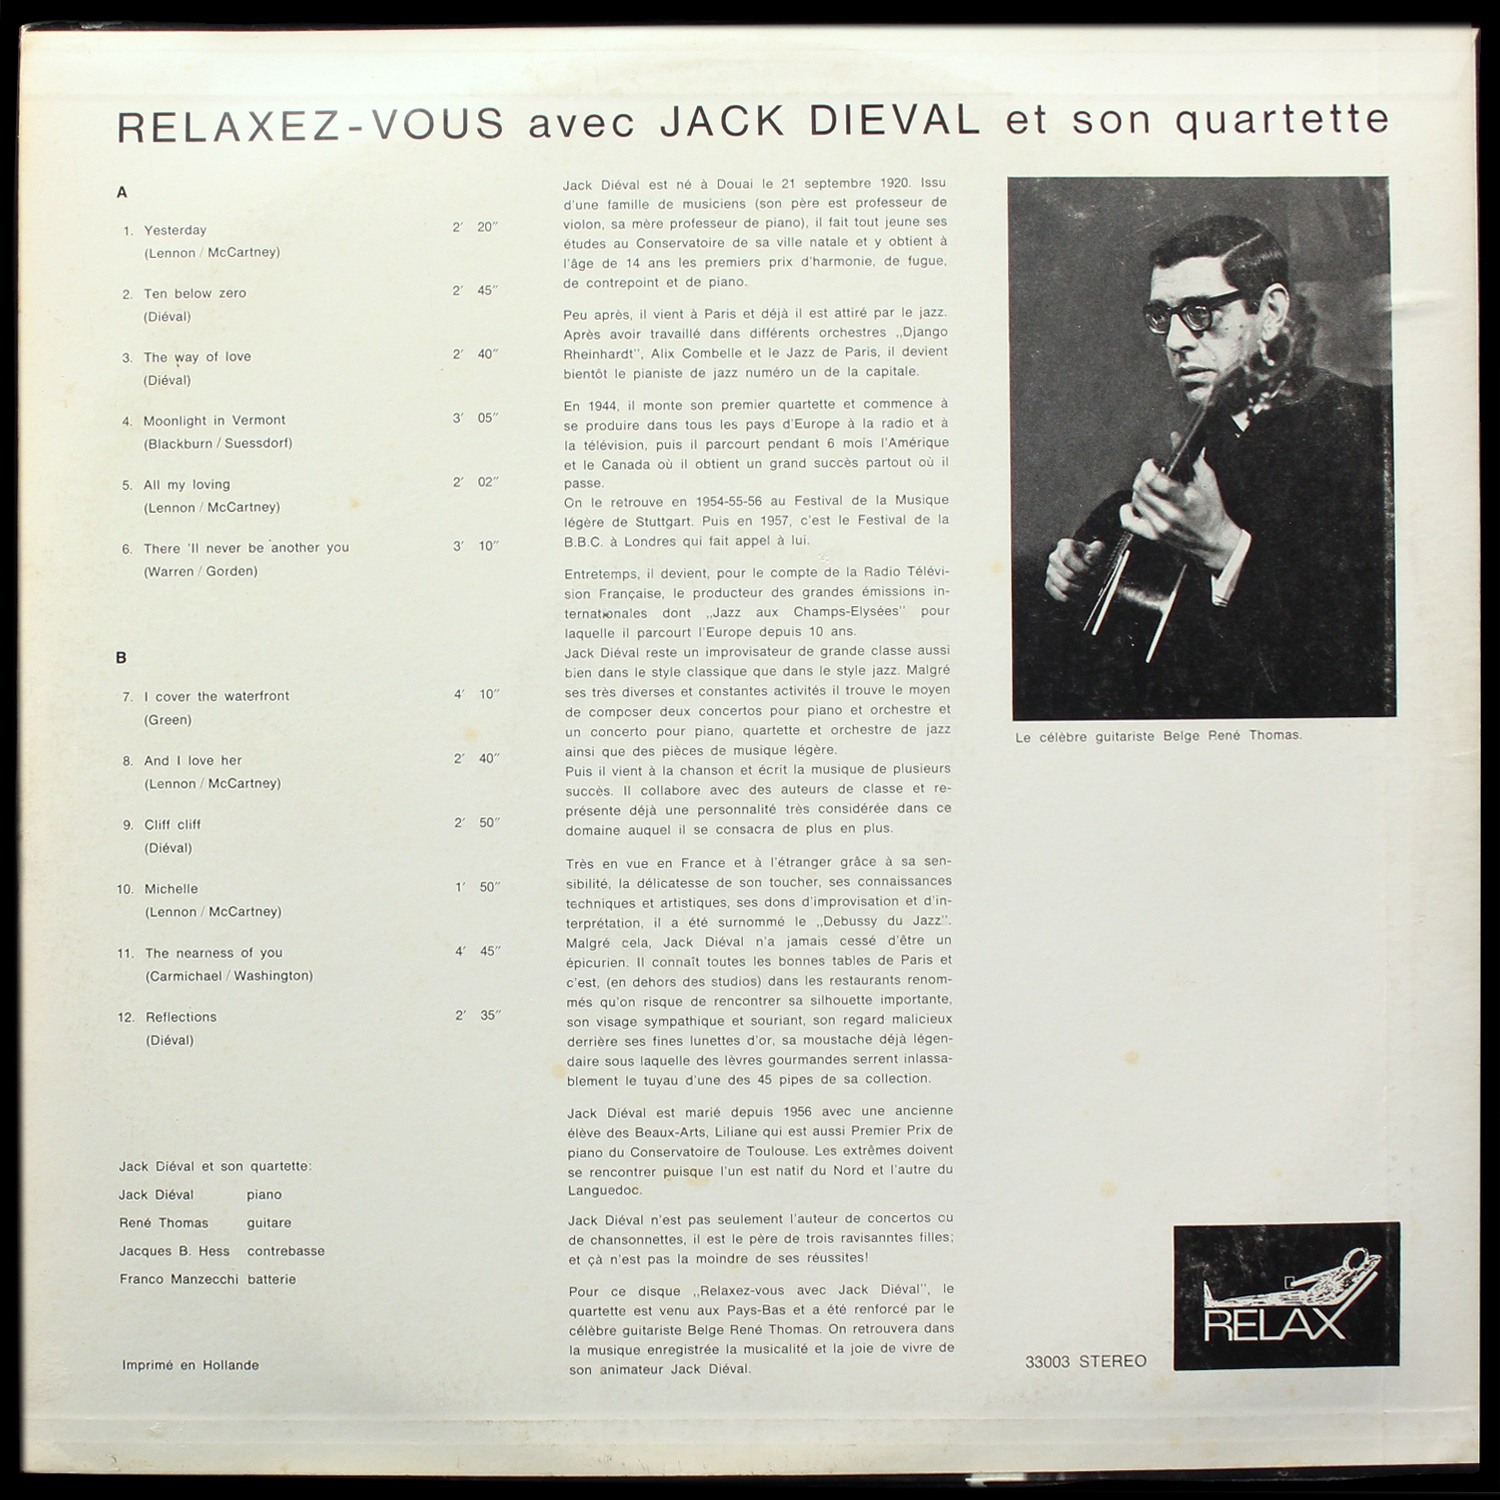 RELAXEZ-VOUS avec JACK DIEVAL et son quartette
A
1. Yesterday 2′ 20″
(Lennon / McCartney)
2. Ten below zero 2′ 45″
(Diéval)
3. The way of love 2′ 40″
(Diéval)
4. Moonlight in Vermont 3′ 05″
(Blackburn / Suessdorf)
5. All my loving 2′ 02″
(Lennon / McCartney)
6. There 'll never be another you 3′ 10″
(Warren / Gorden)
B
7. I cover the waterfront 4′ 10″
(Green)
8. And I love her 2′ 40″
(Lennon / McCartney)
9. Cliff cliff 2′ 50″
(Diéval)
10. Michelle 1′ 50″
(Lennon / McCartney)
11. The nearness of you 4′ 45″
(Carmichael / Washington)
12. Reflections 2′ 35″
(Diéval)
Jack Diéval et son quartette:
Jack Diéval piano
René Thomas guitare
Jacques B. Hess contrebasse
Franco Manzecchi batterie
Imprimé en Hollande
Jack Diéval est né à Douai le 21 septembre 1920. Issu
d'une famille de musiciens (son père est professeur de
violon, sa mère professeur de piano), il fait tout jeune ses
études au Conservatoire de sa ville natale et y obtient à
l'âge de 14 ans les premiers prix d'harmonie, de fugue,
de contrepoint et de piano.
Peu après, il vient à Paris et déjà il est attiré par le jazz.
Après avoir travaillé dans différents orchestres „Django
Rheinhardt", Alix Combelle et le Jazz de Paris, il devient
bientôt le pianiste de jazz numéro un de la capitale.
En 1944, il monte son premier quartette et commence à
se produire dans tous les pays d'Europe à la radio et à
la télévision, puis il parcourt pendant 6 mois l'Amérique
et le Canada où il obtient un grand succès partout où il
passe.
On le retrouve en 1954-55-56 au Festival de la Musique
légère de Stuttgart. Puis en 1957, c'est le Festival de la
B.B.C. à Londres qui fait appel à lui.
Entretemps, il devient, pour le compte de la Radio Télévi-
sion Française, le producteur des grandes émissions in-
ternationales dont „Jazz aux Champs-Elysées" pour
laquelle il parcourt l'Europe depuis 10 ans.
Jack Diéval reste un improvisateur de grande classe aussi
bien dans le style classique que dans le style jazz. Malgré
ses très diverses et constantes activités il trouve le moyen
de composer deux concertos pour piano et orchestre et
un concerto pour piano, quartette et orchestre de jazz
ainsi que des pièces de musique légère.
Puis il vient à la chanson et écrit la musique de plusieurs
succès. Il collabore avec des auteurs de classe et re-
présente déjà une personnalité très considérée dans ce
domaine auquel il se consacra de plus en plus.
Très en vue en France et à l'étranger grâce à sa sen-
sibilité, la délicatesse de son toucher, ses connaissances
techniques et artistiques, ses dons d'improvisation et d'in-
terprétation, il a été surnommé le „Debussy du Jazz".
Malgré cela, Jack Diéval n'a jamais cessé d'être un
épicurien. Il connaît toutes les bonnes tables de Paris et
c'est, (en dehors des studios) dans les restaurants renom-
més qu'on risque de rencontrer sa silhouette importante,
son visage sympathique et souriant, son regard malicieux
derrière ses fines lunettes d'or, sa moustache déjà légen-
daire sous laquelle des lèvres gourmandes serrent inlassa-
blement le tuyau d'une des 45 pipes de sa collection.
Jack Diéval est marié depuis 1956 avec une ancienne
élève des Beaux-Arts, Liliane qui est aussi Premier Prix de
piano du Conservatoire de Toulouse. Les extrêmes doivent
se rencontrer puisque l'un est natif du Nord et l'autre du
Languedoc.
Jack Diéval n'est pas seulement l'auteur de concertos ou
de chansonnettes, il est le père de trois ravisanntes filles;
et çà n'est pas la moindre de ses réussites!
Pour ce disque „Relaxez-vous avec Jack Diéval", le
quartette est venu aux Pays-Bas et a été renforcé par le
célèbre guitariste Belge René Thomas. On retrouvera dans
la musique enregistrée la musicalité et la joie de vivre de
son animateur Jack Diéval.
Le célèbre guitariste Belge René Thomas.
RELAX
33003 STEREO